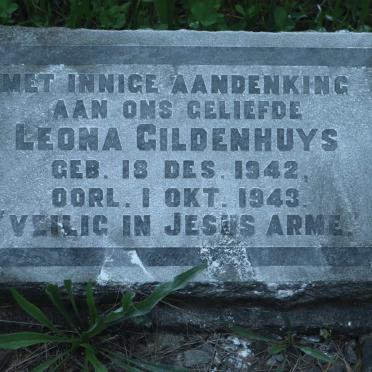 MET INNIGE AANDENKING
AAN ONS GELIEFDE
LEONA GILDENHUYS
GEB. 18 DES. 1942,
OORL. 1 OKT. 1943.
"VEILIG IN JESUS ARME."